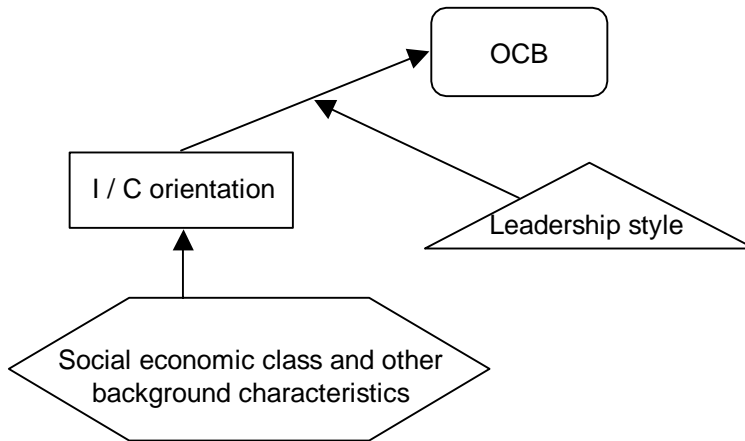 OCB
I / C orientation
Leadership style
Social economic class and other
background characteristics